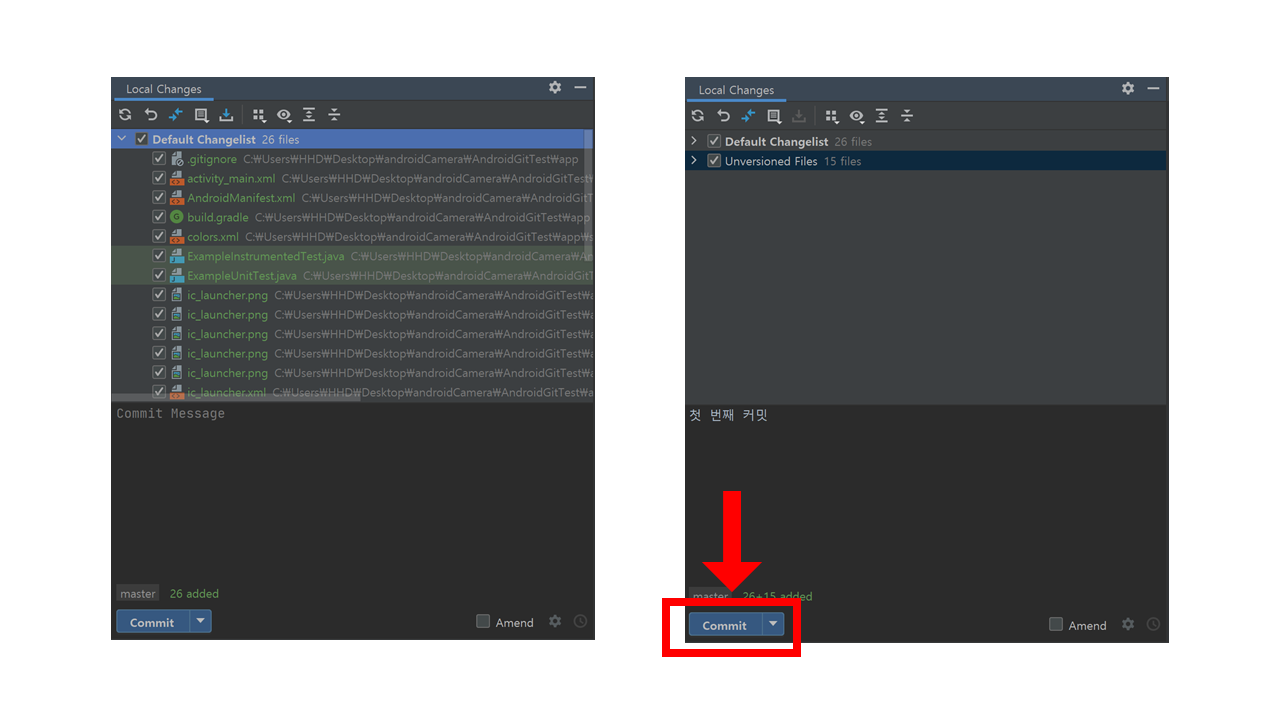 Local Changes
Default Changelist 26 files
.gitignore C:₩Users₩HHD₩Desktop₩androidCamera₩AndroidGitTest₩app
activity_main.xml C:₩Users₩HHD₩Desktop₩androidCamera₩AndroidGitTest₩
AndroidManifest.xml C:₩Users₩HHD₩Desktop₩androidCamera₩AndroidGitTest₩
build.gradle C:₩Users₩HHD₩Desktop₩androidCamera₩AndroidGitTest₩app
colors.xml C:₩Users₩HHD₩Desktop₩androidCamera₩AndroidGitTest₩app₩s
ExampleInstrumentedTest.java C:₩Users₩HHD₩Desktop₩androidCamera₩An
ExampleUnitTest.java C:₩Users₩HHD₩Desktop₩androidCamera₩AndroidGitT
ic_launcher.png C:₩Users₩HHD₩Desktop₩androidCamera₩AndroidGitTest₩a
ic_launcher.png C:₩Users₩HHD₩Desktop₩androidCamera₩AndroidGitTest₩a
ic_launcher.png C:₩Users₩HHD₩Desktop₩androidCamera₩AndroidGitTest₩a
ic_launcher.png C:₩Users₩HHD₩Desktop₩androidCamera₩AndroidGitTest₩a
ic_launcher.png C:₩Users₩HHD₩Desktop₩androidCamera₩AndroidGitTest₩a
ic_launcher.xml C:₩Users₩HHD₩Desktop₩androidCamera₩AndroidGitTest₩a
Commit Message
master 26 added
Commit Amend
Local Changes
Default Changelist 26 files
Unversioned Files 15 files
첫 번째 커밋
master 26+15 added
Commit Amend